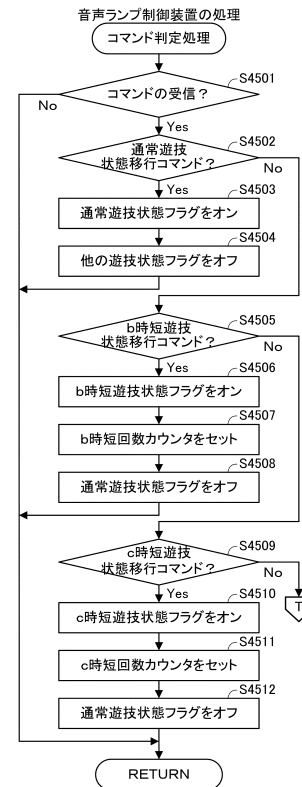 音声ランプ制御装置の処理
コマンド判定処理
S4501
コマンドの受信？
No
Yes
S4502
通常遊技
状態移行コマンド？
No
Yes
S4503
通常遊技状態フラグをオン
S4504
他の遊技状態フラグをオフ
S4505
b時短遊技
状態移行コマンド？
No
Yes
S4506
b時短遊技状態フラグをオン
S4507
b時短回数カウンタをセット
S4508
通常遊技状態フラグをオフ
S4509
c時短遊技
状態移行コマンド？
No
Yes
T
S4510
c時短遊技状態フラグをオン
S4511
c時短回数カウンタをセット
S4512
通常遊技状態フラグをオフ
RETURN